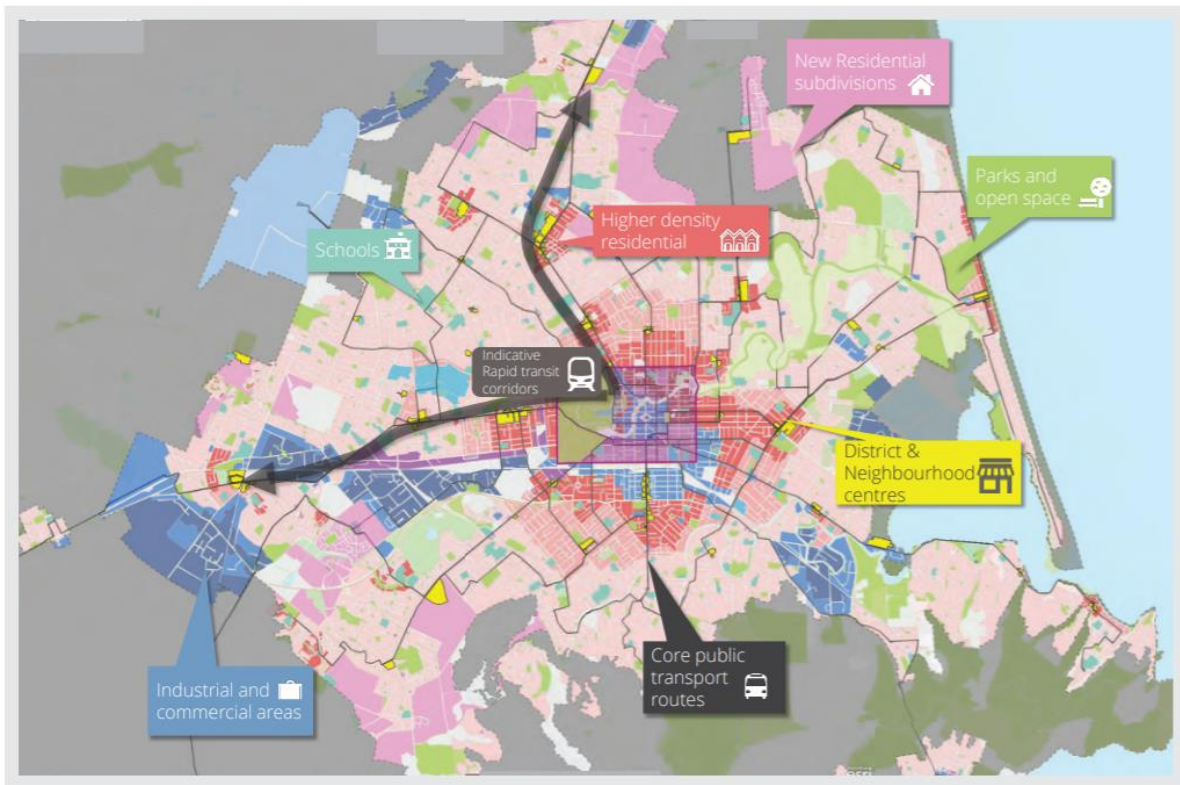 New Residential
subdivisions
Parks and
open space
Higher density
residential
Schools
Indicative
Rapid transit
corridors
District &
Neighbourhood
centres
Core public
transport
routes
Industrial and
commercial areas